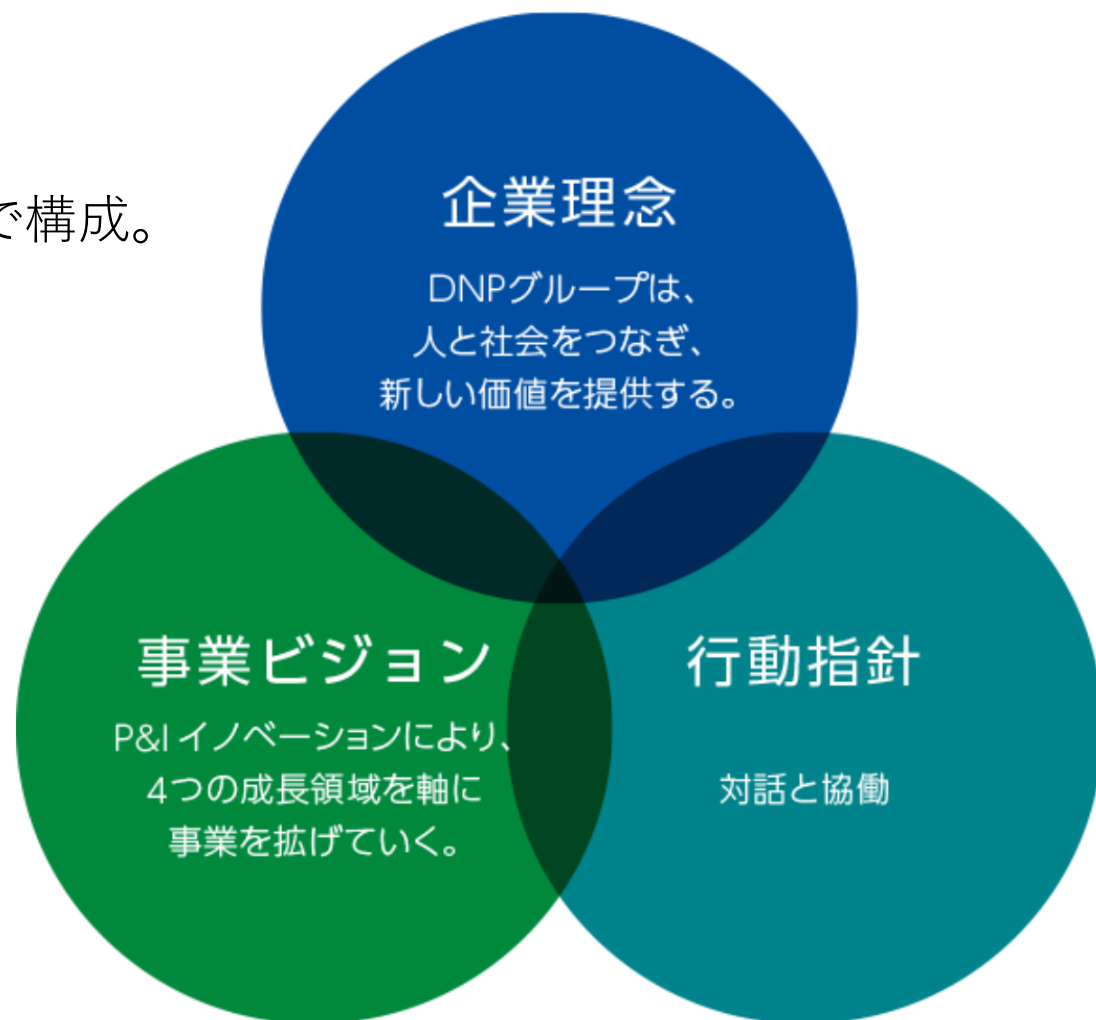 で構成。
企業理念
DNPグループは、
人と社会をつなぎ、
新しい価値を提供する。
事業ビジョン
P&Iイノベーションにより、
4つの成長領域を軸に
事業を拡げていく。
行動指針
対話と協働